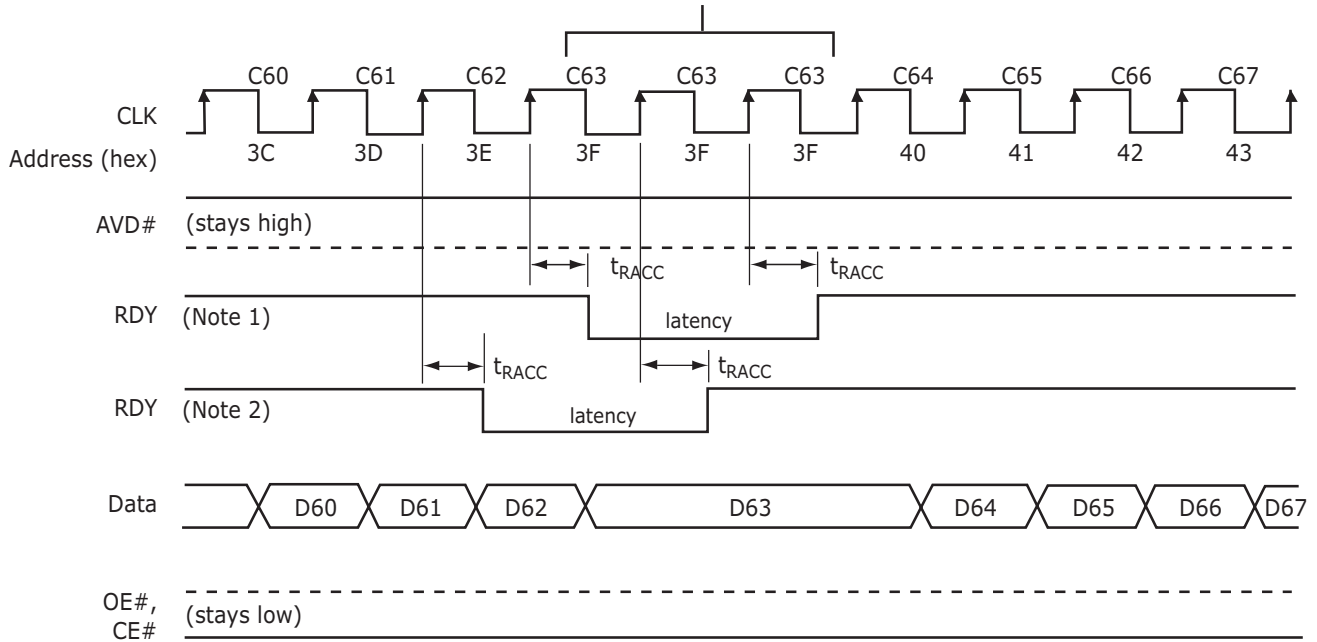 C60 C61 C62 C63 C63 C63 C64 C65 C66 C67
CLK
Address (hex) 3C 3D 3E 3F 3F 3F 40 41 42 43
AVD# (stays high)
tRACC tRACC
RDY (Note 1) latency
tRACC tRACC
RDY (Note 2) latency
Data D60 D61 D62 D63 D64 D65 D66 D67
OE#,
CE# (stays low)